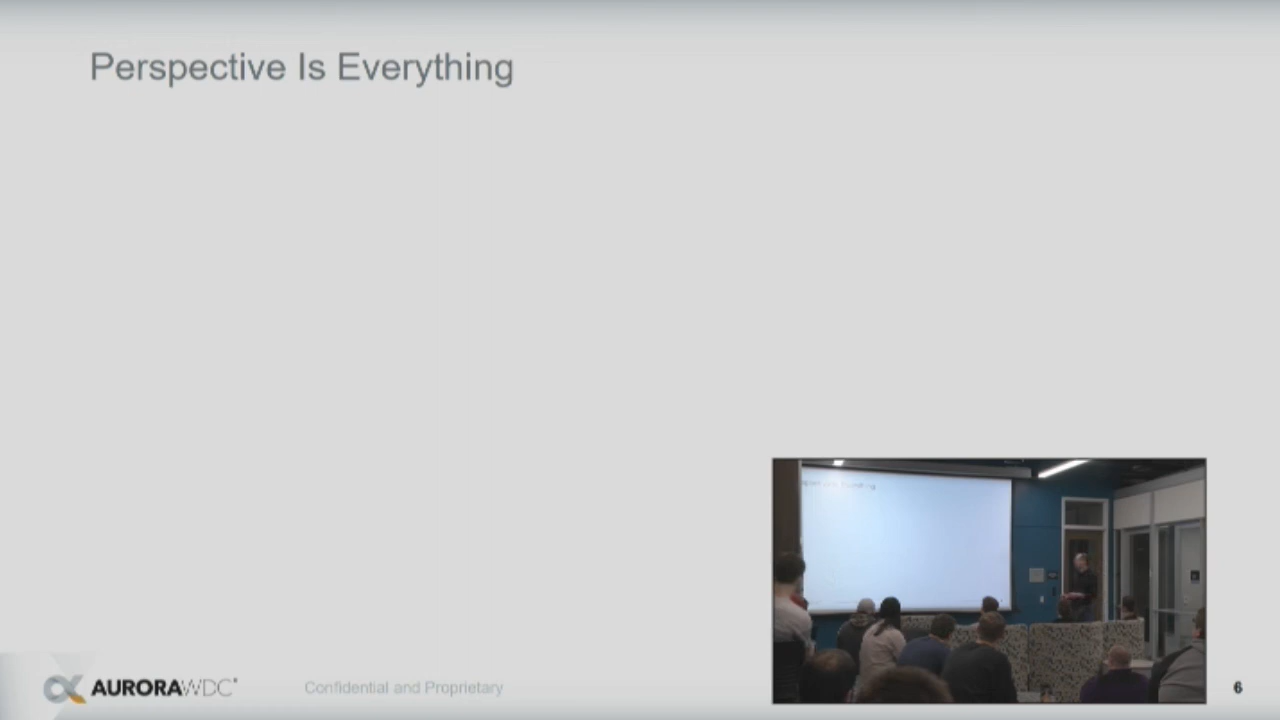 Perspective Is Everything
AURORAWDC
Confidential and Proprietary
6